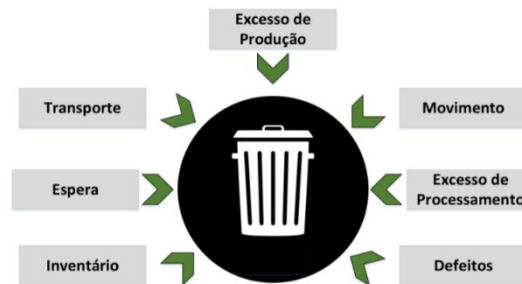 Excesso de
Produção
Transporte
Movimento
Espera
Excesso de
Processamento
Inventário
Defeitos